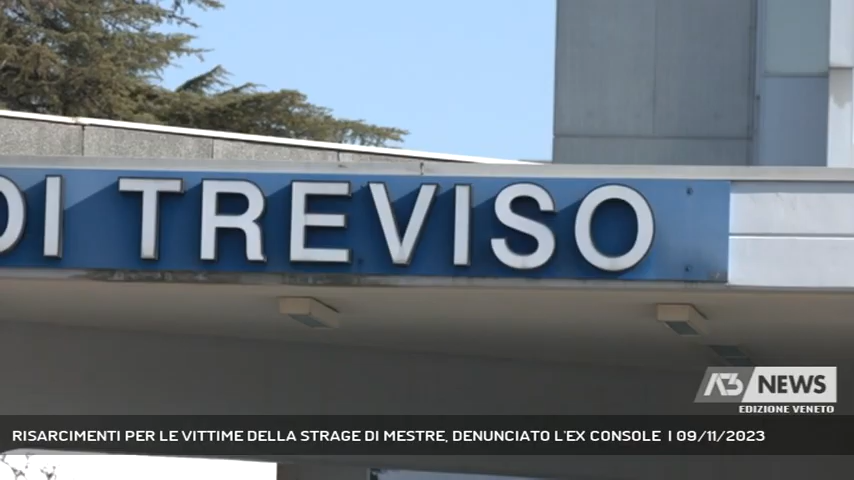 DI TREVISO
A3 NEWS
EDIZIONE VENETO
RISARCIMENTI PER LE VITTIME DELLA STRAGE DI MESTRE, DENUNCIATO L'EX CONSOLE | 09/11/2023